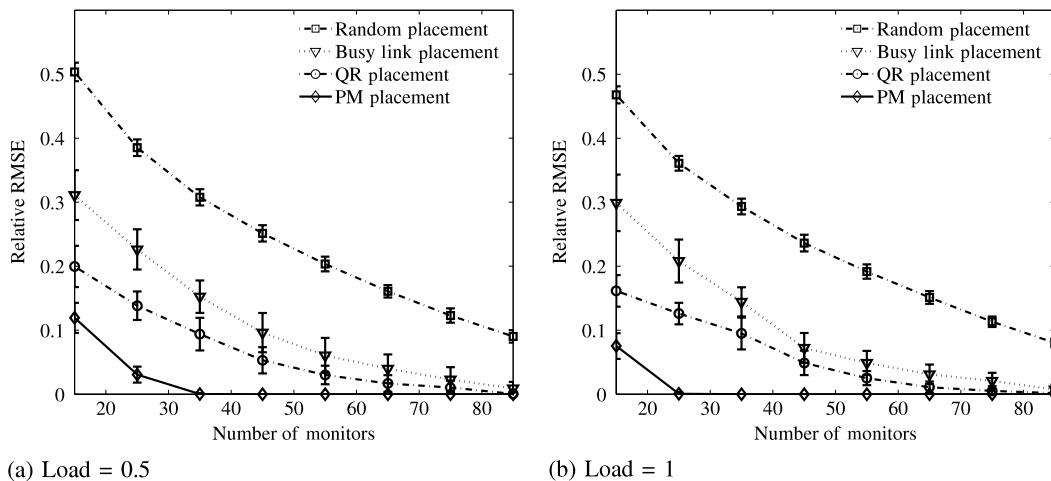 Random placement
Busy link placement
QR placement
PM placement
0.5
0.4
0.3
0.2
0.1
0
Relative RMSE
20 30 40 50 60 70 80
Number of monitors
(a) Load = 0.5
Random placement
Busy link placement
QR placement
PM placement
0.5
0.4
0.3
0.2
0.1
0
Relative RMSE
20 30 40 50 60 70 80
Number of monitors
(b) Load = 1